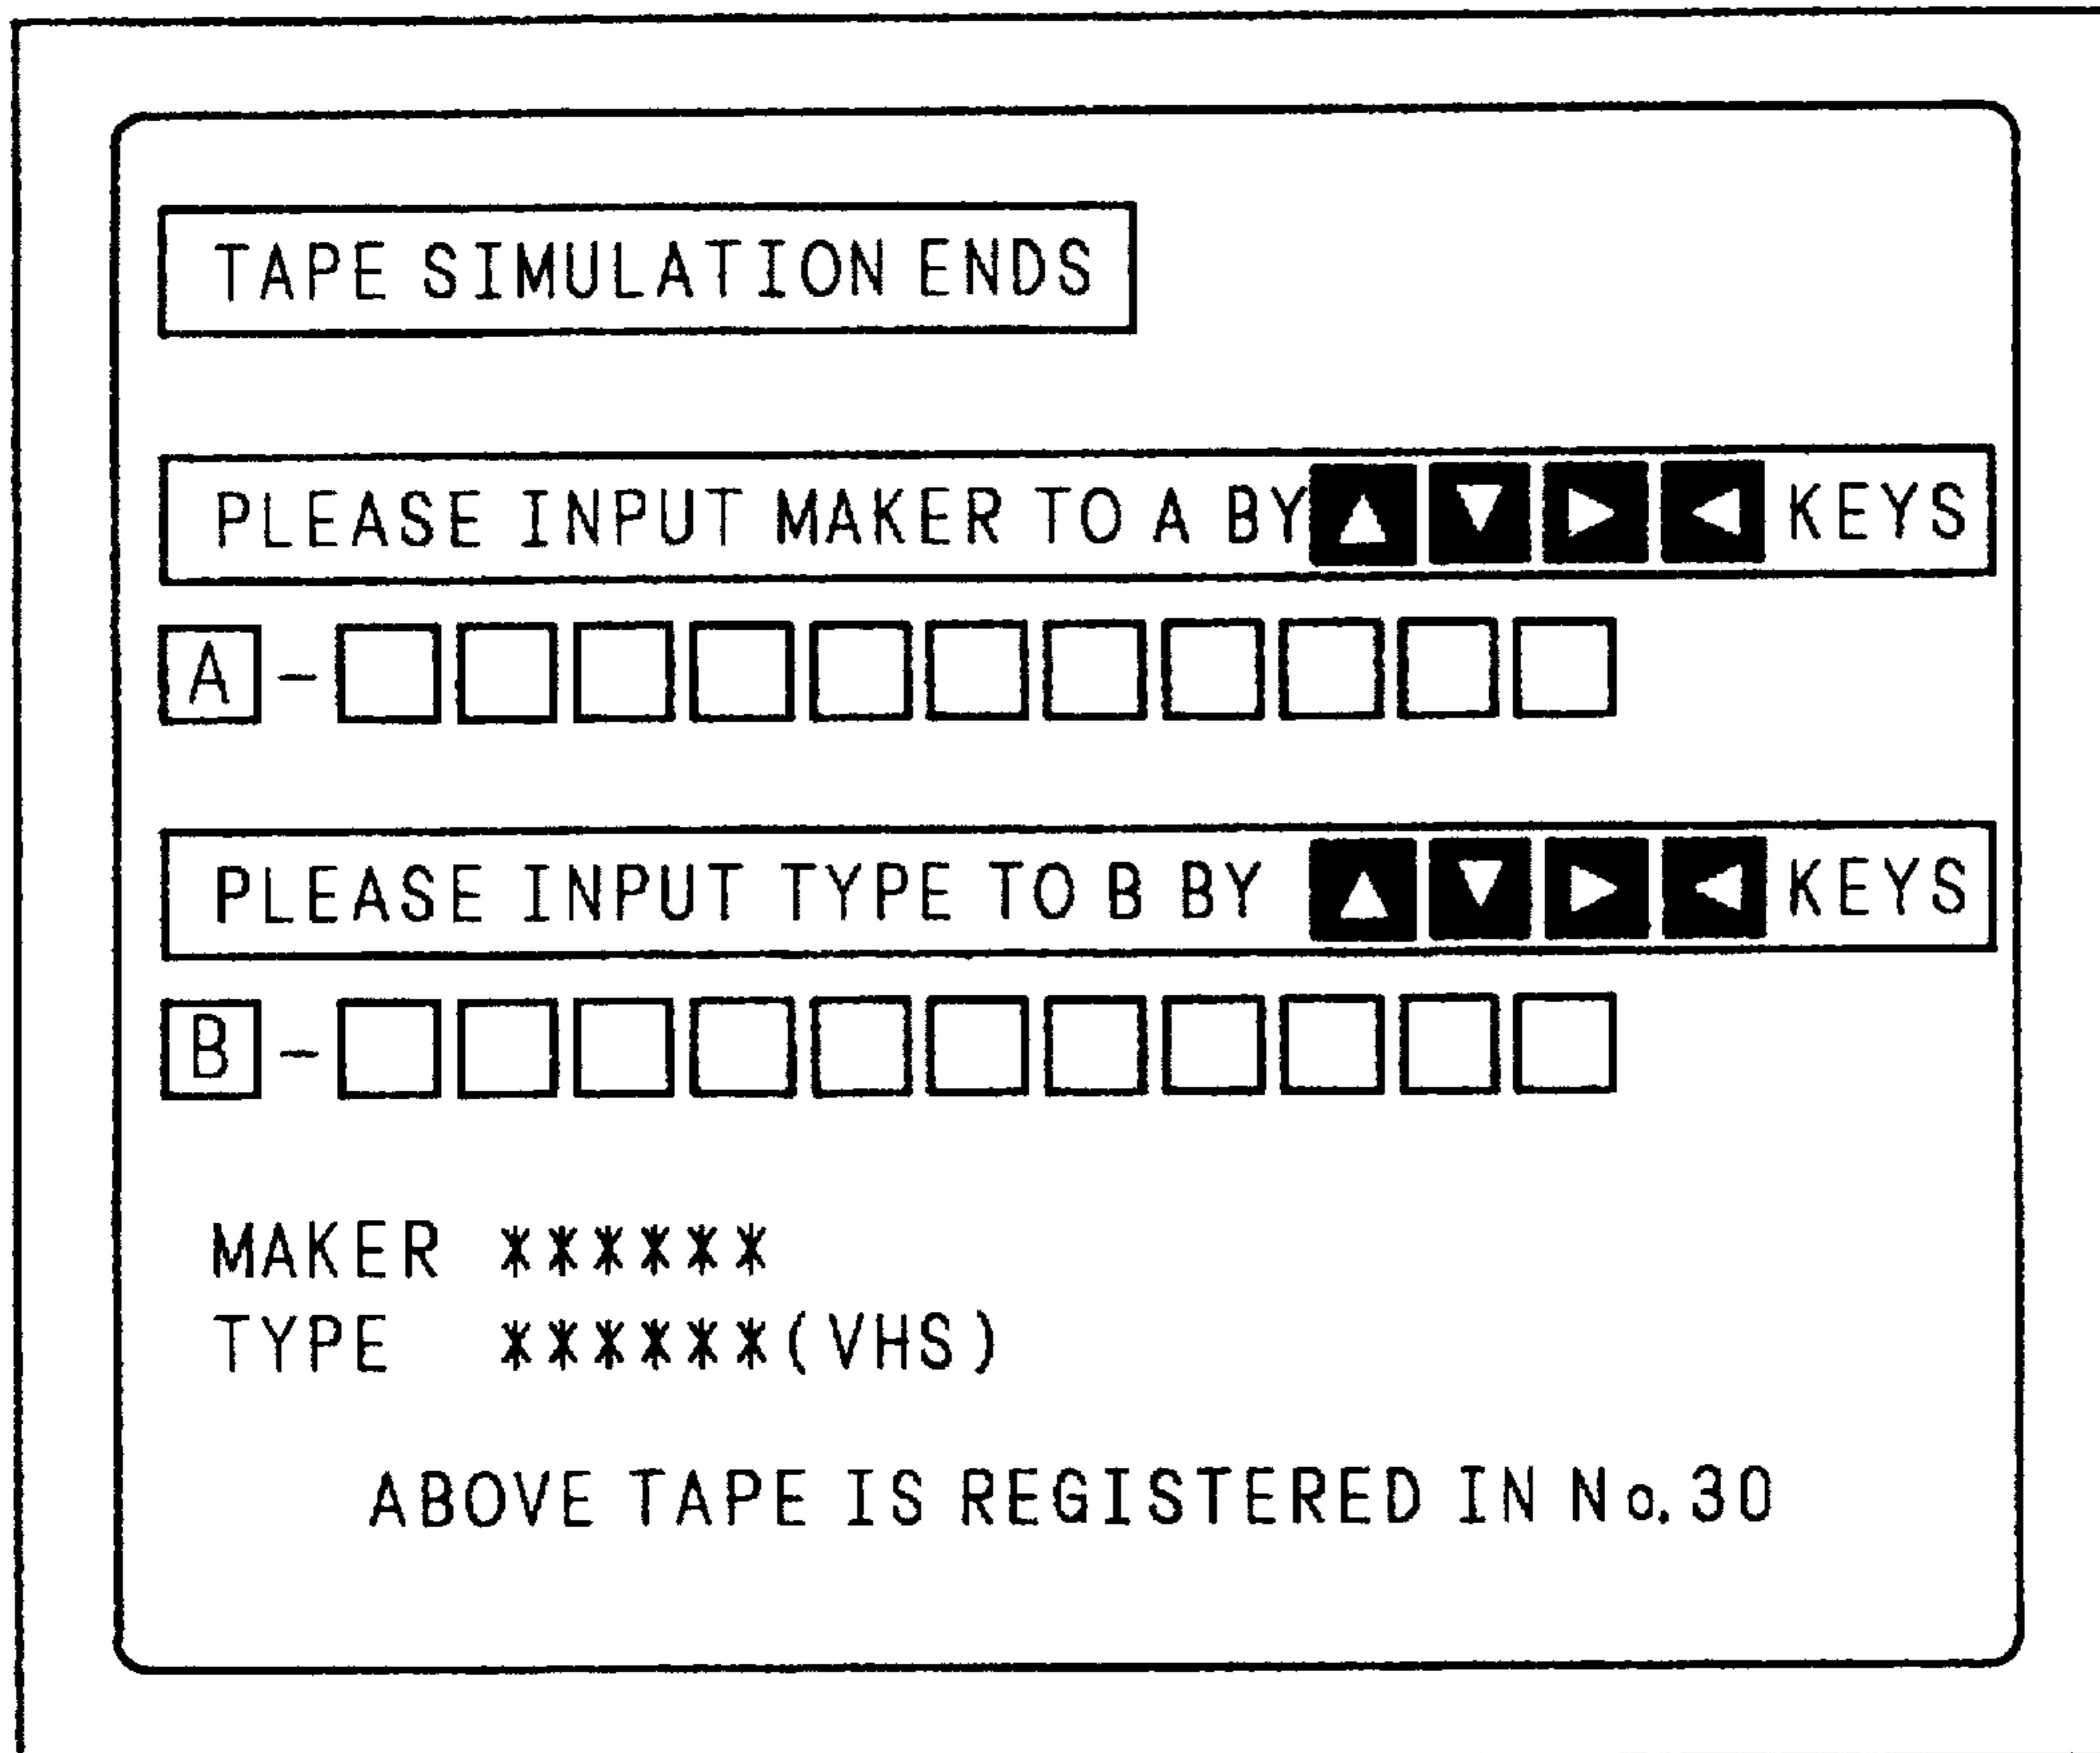 TAPE SIMULATION ENDS
PLEASE INPUT MAKER TO A BY △ ▽ ▷ ◁ KEYS
A - □ □ □ □ □ □ □ □ □ □ □
PLEASE INPUT TYPE TO B BY △ ▽ ▷ ◁ KEYS
B - □ □ □ □ □ □ □ □ □ □ □
MAKER ******
TYPE ******(VHS)
ABOVE TAPE IS REGISTERED IN No.30